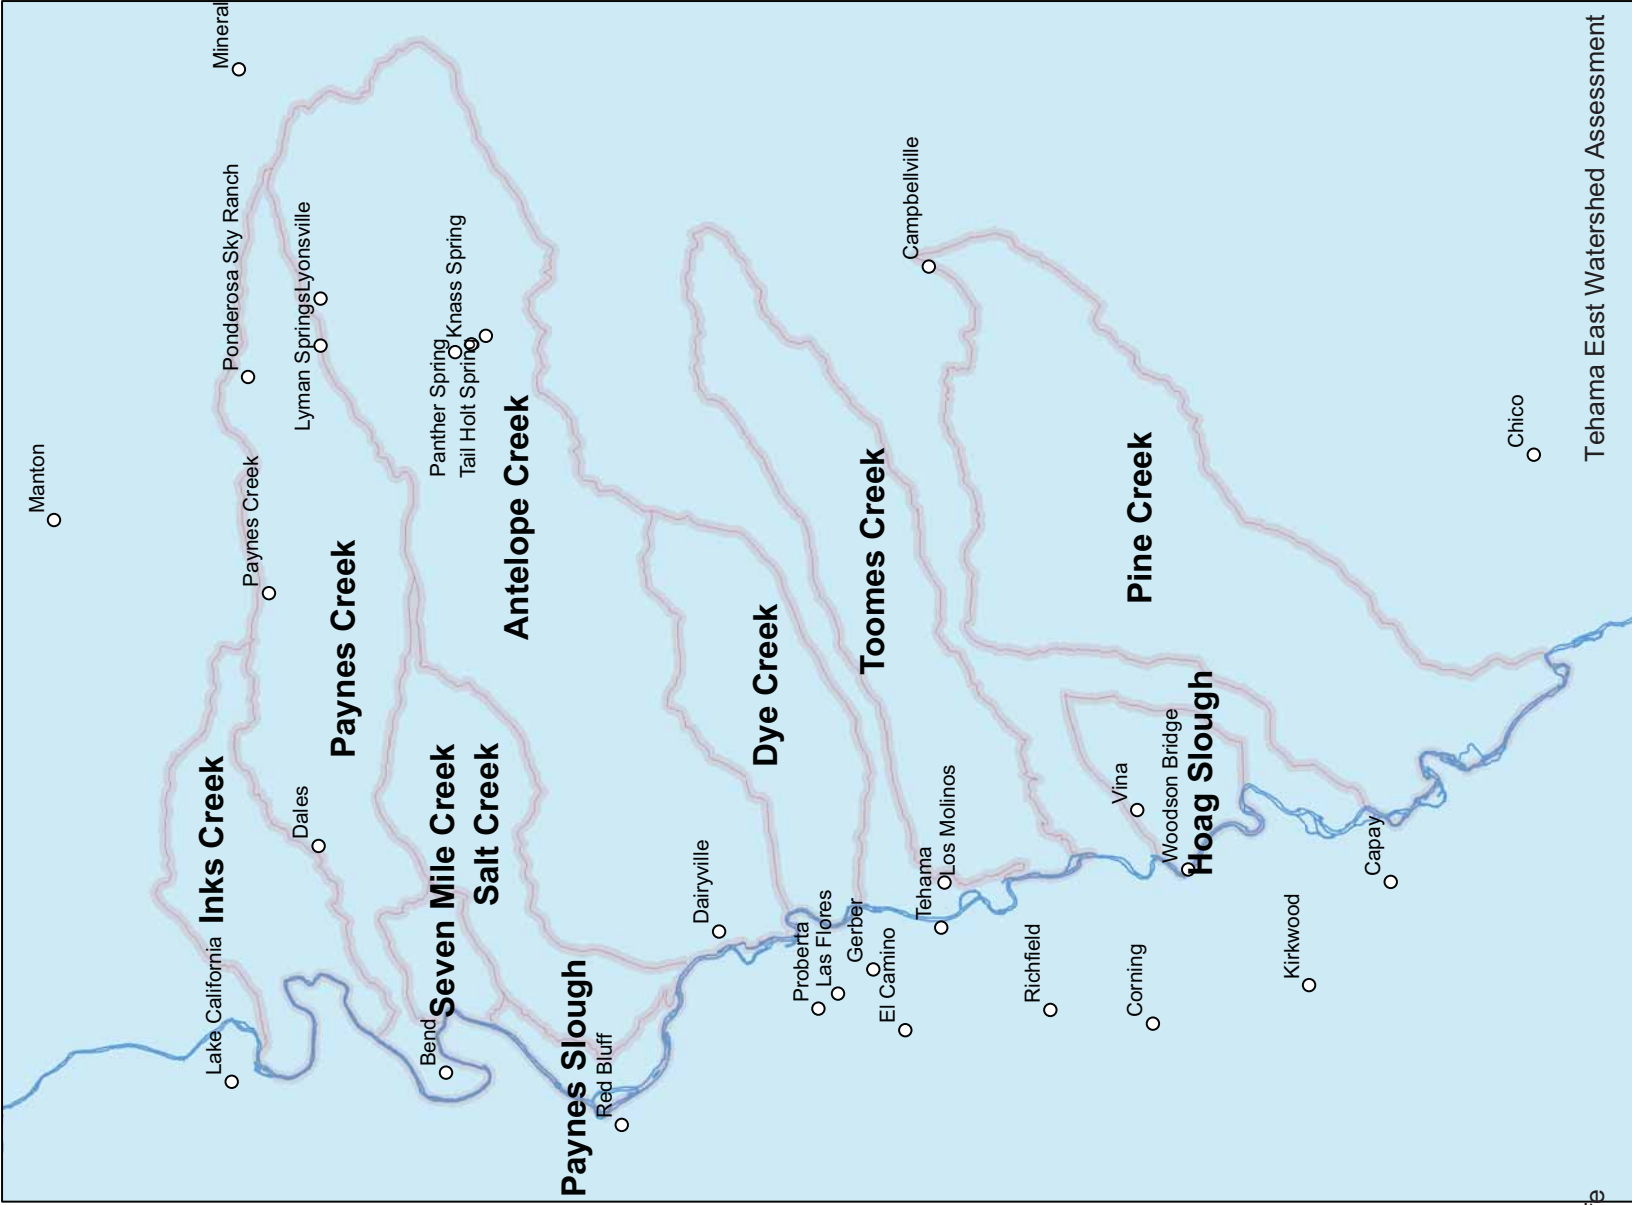 Manton
Mineral
Ponderosa Sky Ranch
Paynes Creek
Lyonsville
Lyman Springs
Knass Spring
Panther Spring
Tail Holt Spring
Campbellville
Chico
Inks Creek
Paynes Creek
Antelope Creek
Seven Mile Creek
Salt Creek
Paynes Slough
Dye Creek
Toomes Creek
Pine Creek
Hoag Slough
Lake California
Dales
Bend
Red Bluff
Dairyville
Proberta
Las Flores
Gerber
El Camino
Tehama
Los Molinos
Richfield
Corning
Vina
Woodson Bridge
Kirkwood
Capay
Tehama East Watershed Assessment